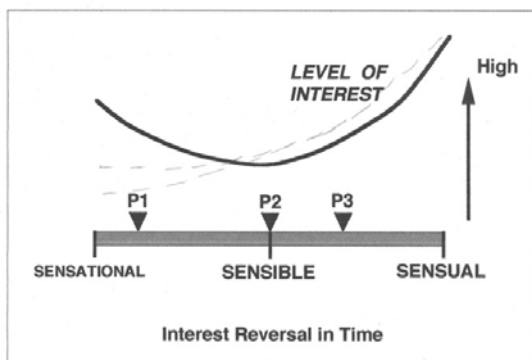 LEVEL OF
INTEREST
High
P1 P2 P3
SENSATIONAL SENSIBLE SENSUAL
Interest Reversal in Time